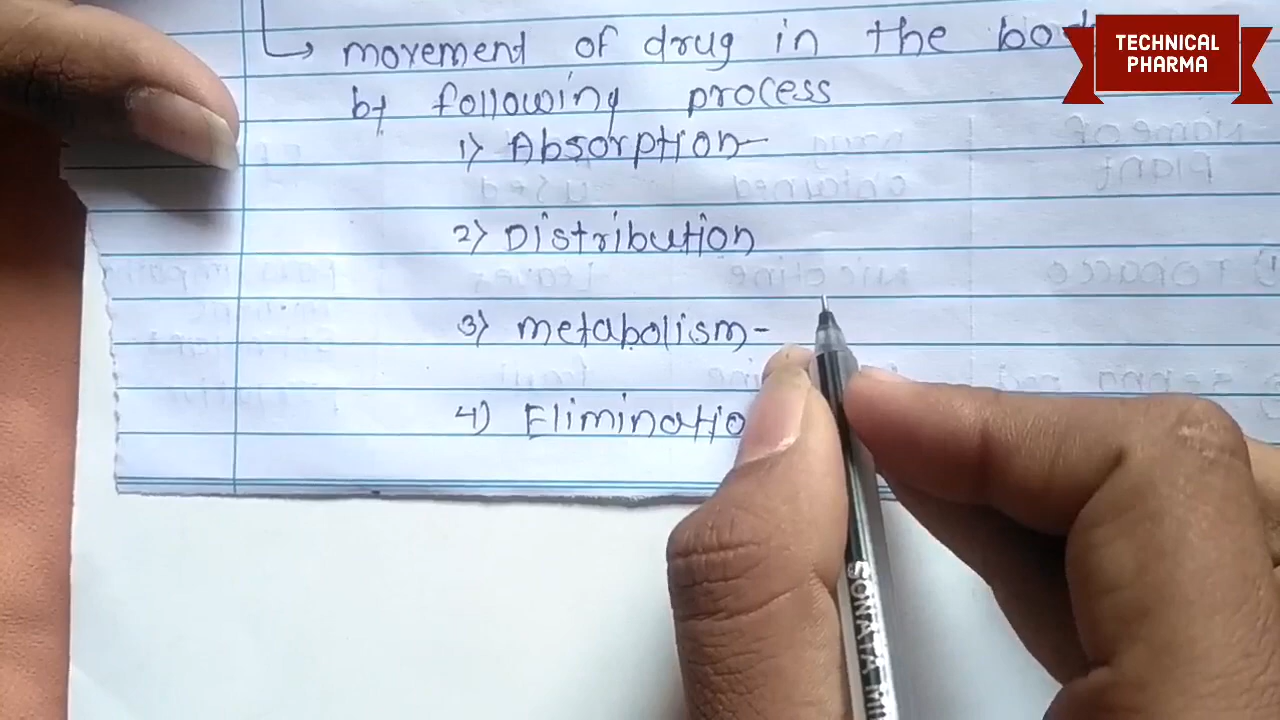 movement of drug in the bod
by following process
1) Absorption-
2) Distribution
3) metabolism-
4) Eliminatio
TECHNICAL
PHARMA
SONATA